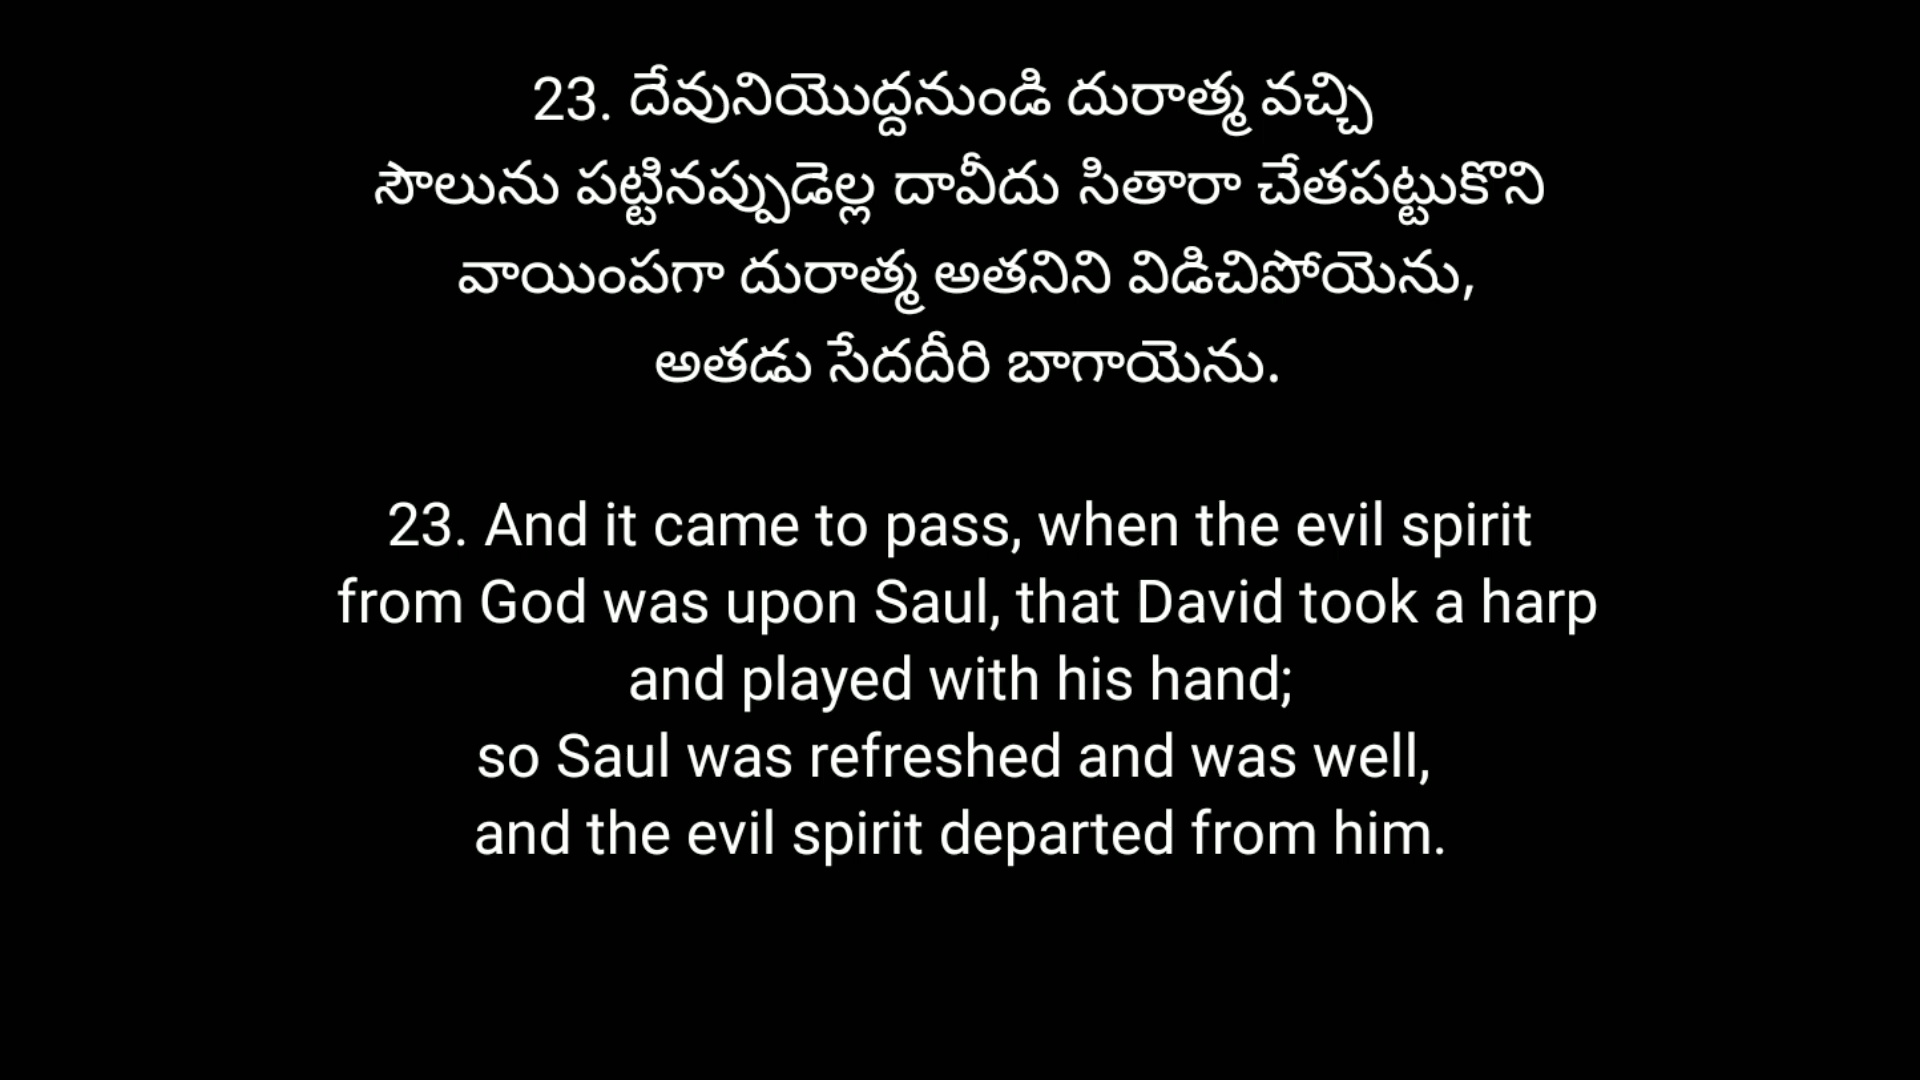 23. దేవునియొద్దనుండి దురాత్మ వచ్చి
సౌలును పట్టినప్పుడెల్ల దావీదు సితారా చేతపట్టుకొని
వాయింపగా దురాత్మ అతనిని విడిచిపోయెను,
అతడు సేదదీరి బాగాయెను.
23. And it came to pass, when the evil spirit
from God was upon Saul, that David took a harp
and played with his hand;
so Saul was refreshed and was well,
and the evil spirit departed from him.